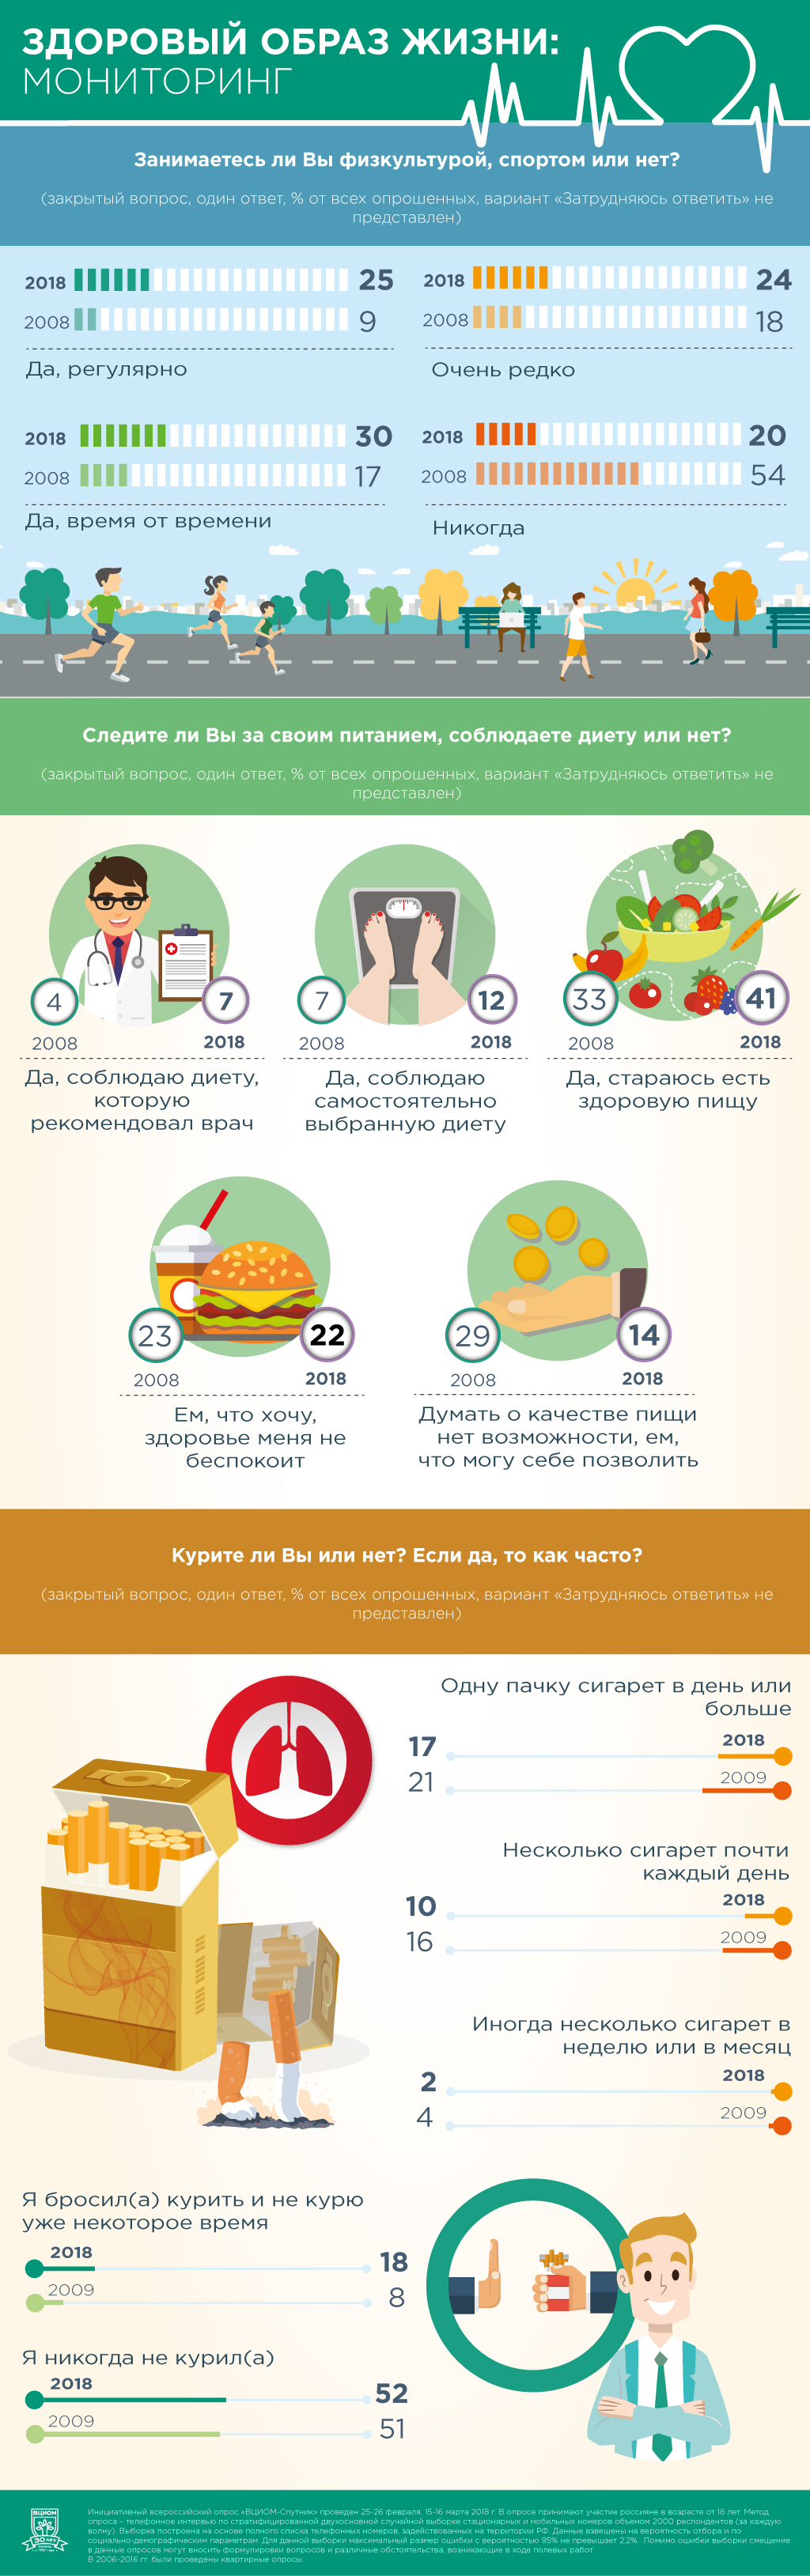 ЗДОРОВЫЙ ОБРАЗ ЖИЗНИ:
МОНИТОРИНГ
Занимаетесь ли Вы физкультурой, спортом или нет?
(закрытый вопрос, один ответ, % от всех опрошенных, вариант «Затрудняюсь ответить» не
представлен)
2018 25
2008 9
Да, регулярно
2018 24
2008 18
Очень редко
2018 30
2008 17
Да, время от времени
2018 20
2008 54
Никогда
Следите ли Вы за своим питанием, соблюдаете диету или нет?
(закрытый вопрос, один ответ, % от всех опрошенных, вариант «Затрудняюсь ответить» не
представлен)
4 7
2008 2018
Да, соблюдаю диету,
которую
рекомендовал врач
7 12
2008 2018
Да, соблюдаю
самостоятельно
выбранную диету
33 41
2008 2018
Да, стараюсь есть
здоровую пищу
23 22
2008 2018
Ем, что хочу,
здоровье меня не
беспокоит
29 14
2008 2018
Думать о качестве пищи
нет возможности, ем,
что могу себе позволить
Курите ли Вы или нет? Если да, то как часто?
(закрытый вопрос, один ответ, % от всех опрошенных, вариант «Затрудняюсь ответить» не
представлен)
Одну пачку сигарет в день или
больше
17 2018
21 2009
Несколько сигарет почти
каждый день
10 2018
16 2009
Иногда несколько сигарет в
неделю или в месяц
2 2018
4 2009
Я бросил(а) курить и не курю
уже некоторое время
2018 18
2009 8
Я никогда не курил(а)
2018 52
2009 51
ВЦИОМ
30 ЛЕТ
Инициативный всероссийский опрос «ВЦИОМ-Спутник» проведен 25-26 февраля, 15-16 марта 2018 г. В опросе принимают участие россияне в возрасте от 18 лет. Метод
опроса – телефонное интервью по стратифицированной двухосновной случайной выборке стационарных и мобильных номеров объемом 2000 респондентов (за каждую
волну). Выборка построена на основе полного списка телефонных номеров, задействованных на территории РФ. Данные взвешены на вероятность отбора и по
социально-демографическим параметрам. Для данной выборки максимальный размер ошибки с вероятностью 95% не превышает 2,2%. Помимо ошибки выборки смещение
в данные опросов могут вносить формулировки вопросов и различные обстоятельства, возникающие в ходе полевых работ.
В 2006-2016 гг. были проведены квартирные опросы.